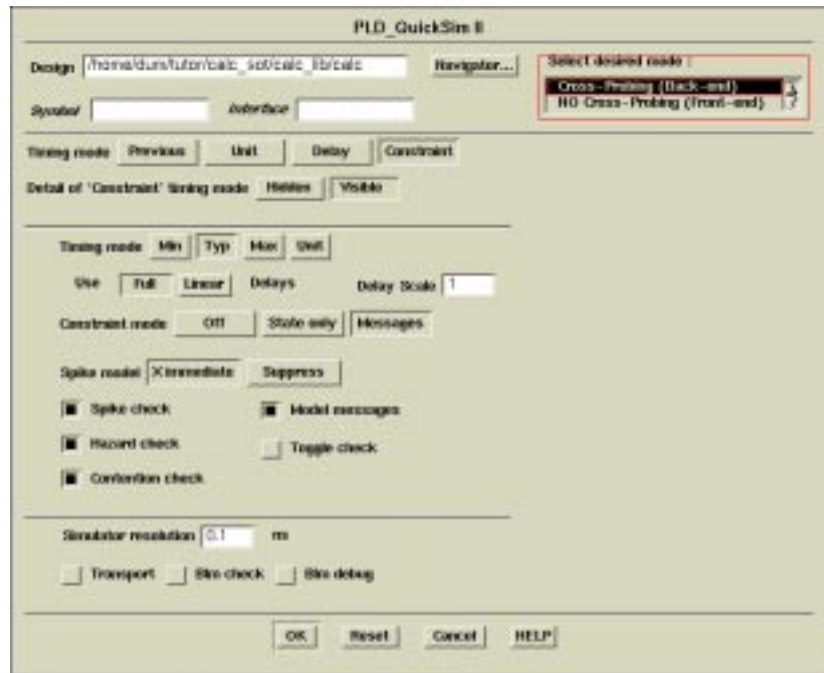 PLD_QuickSim II
Design /home/dum/tutor/calc_sot/calc_lib/calc Navigator... Select desired mode :
Cross-Probing (Back-end)
NO Cross-Probing (Front-end)
Symbol Interface
Timing mode Previous Unit Delay Constraint
Detail of 'Constraint' timing mode Hidden Visible
Timing mode Min Typ Max Unit
Use Full Linear Delays Delay Scale 1
Constraint mode Off State only Messages
Spike model X immediate Suppress
Spike check Model messages
Hazard check Toggle check
Contention check
Simulator resolution 0.1 ns
Transport Blm check Blm debug
OK Reset Cancel HELP